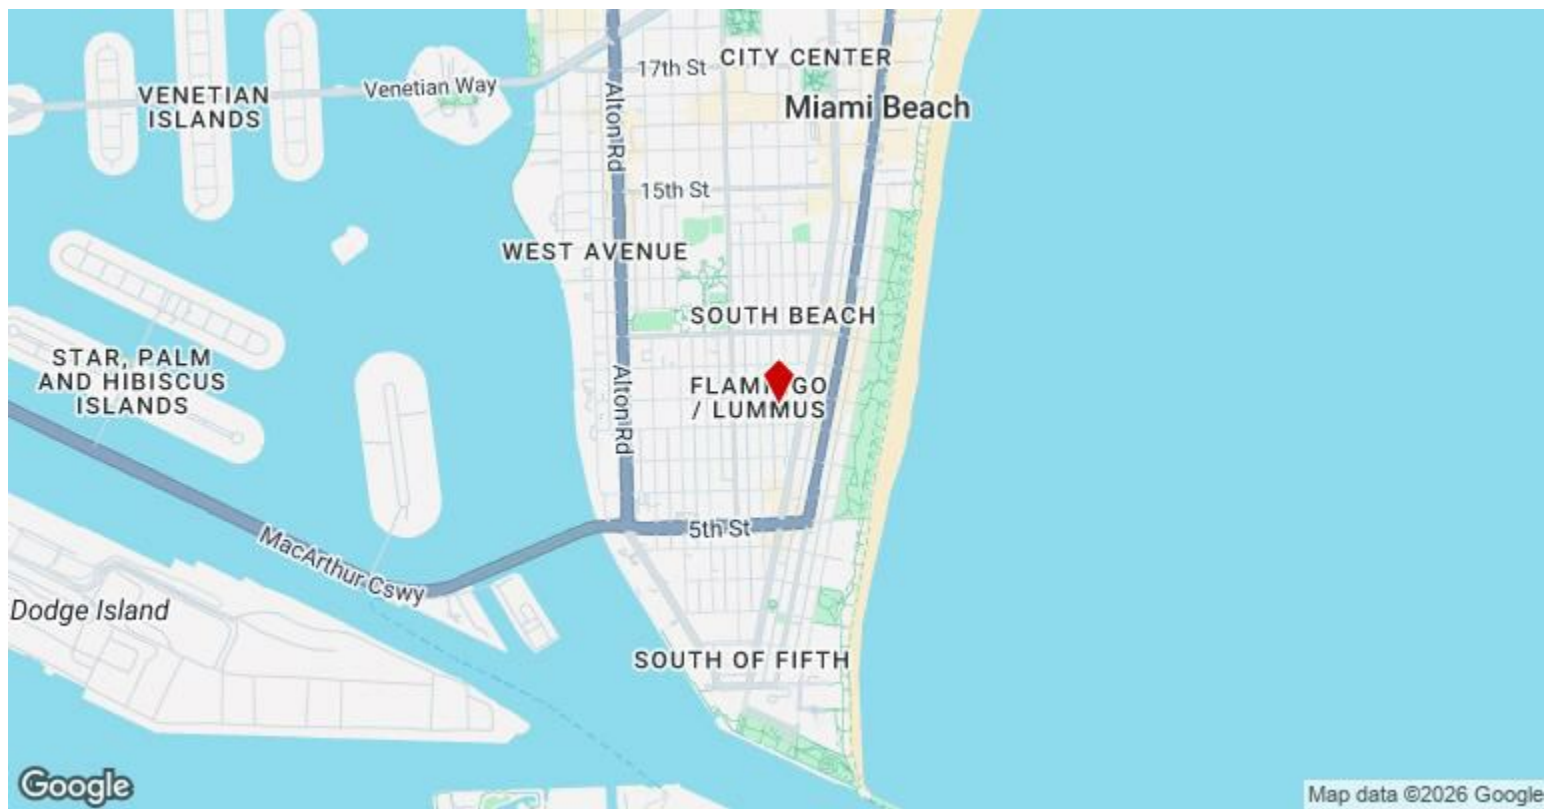 CITY CENTER
17th St
Venetian Way
VENETIAN
ISLANDS
Miami Beach
Alton Rd
15th St
WEST AVENUE
SOUTH BEACH
STAR, PALM
AND HIBISCUS
ISLANDS
FLAMINGO
/ LUMMUS
Alton Rd
5th St
MacArthur Cswy
Dodge Island
SOUTH OF FIFTH
Google
Map data ©2026 Google